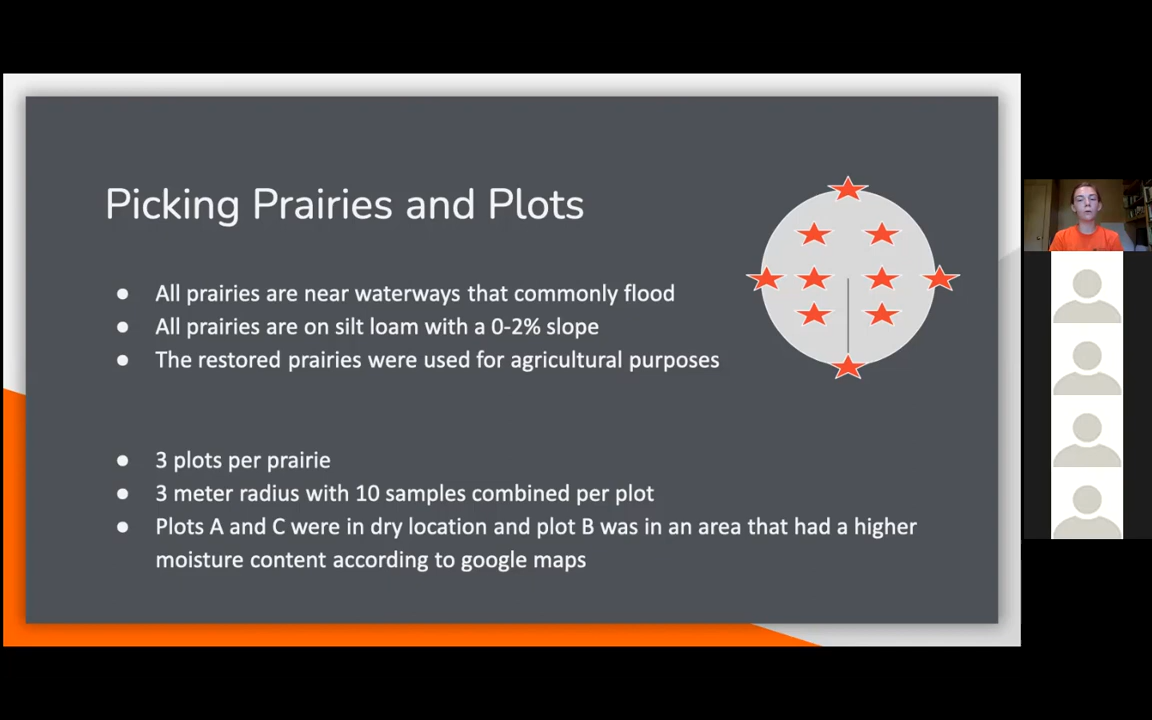 Picking Prairies and Plots
● All prairies are near waterways that commonly flood
● All prairies are on silt loam with a 0-2% slope
● The restored prairies were used for agricultural purposes
● 3 plots per prairie
● 3 meter radius with 10 samples combined per plot
● Plots A and C were in dry location and plot B was in an area that had a higher
moisture content according to google maps